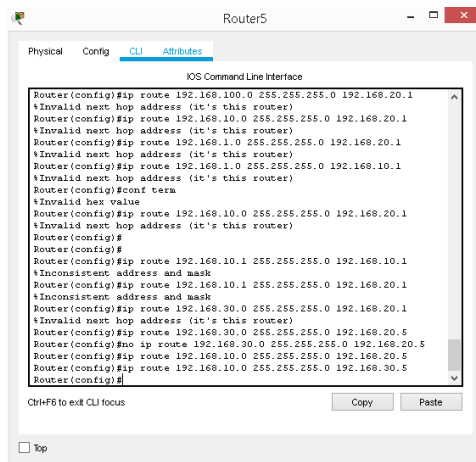 Router5
Physical Config CLI Attributes
IOS Command Line Interface
Router(config)#ip route 192.168.100.0 255.255.255.0 192.168.20.1
%Invalid next hop address (it's this router)
Router(config)#ip route 192.168.10.0 255.255.255.0 192.168.20.1
%Invalid next hop address (it's this router)
Router(config)#ip route 192.168.1.0 255.255.255.0 192.168.20.1
%Invalid next hop address (it's this router)
Router(config)#ip route 192.168.1.0 255.255.255.0 192.168.10.1
%Invalid next hop address (it's this router)
Router(config)#conf term
%Invalid hex value
Router(config)#ip route 192.168.10.0 255.255.255.0 192.168.20.1
%Invalid next hop address (it's this router)
Router(config)#
Router(config)#
Router(config)#ip route 192.168.10.1 255.255.255.0 192.168.10.1
%Inconsistent address and mask
Router(config)#ip route 192.168.10.1 255.255.255.0 192.168.20.1
%Inconsistent address and mask
Router(config)#ip route 192.168.30.0 255.255.255.0 192.168.20.1
%Invalid next hop address (it's this router)
Router(config)#ip route 192.168.30.0 255.255.255.0 192.168.20.5
Router(config)#no ip route 192.168.30.0 255.255.255.0 192.168.20.5
Router(config)#ip route 192.168.10.0 255.255.255.0 192.168.20.5
Router(config)#ip route 192.168.10.0 255.255.255.0 192.168.30.5
Router(config)#
Ctrl+F6 to exit CLI focus Copy Paste
Top